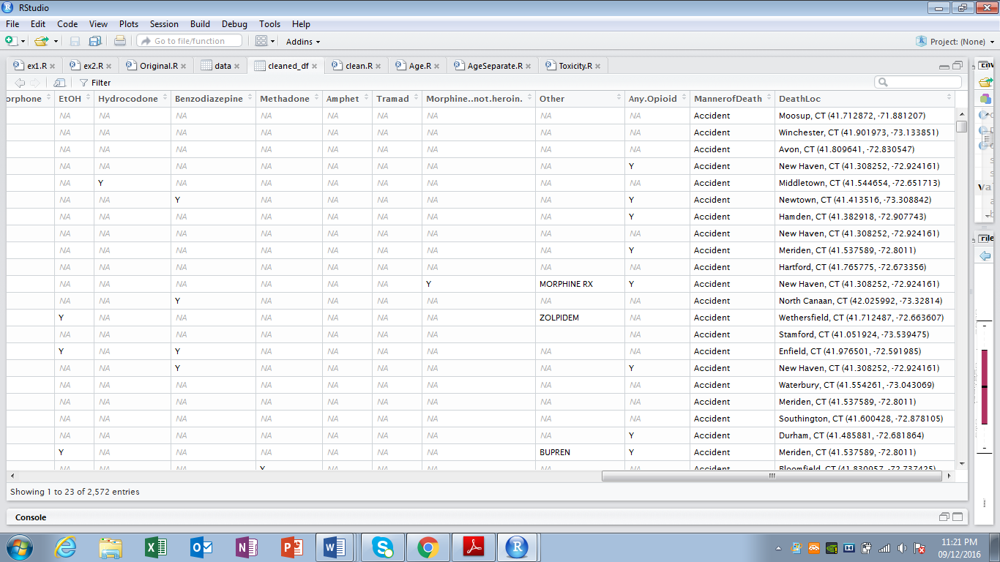 RStudio
File Edit Code View Plots Session Build Debug Tools Help
Go to file/function Addins Project: (None)
ex1.R ex2.R Original.R data cleaned_df clean.R Age.R AgeSeparate.R Toxicity.R
Filter
orphone EtOH Hydrocodone Benzodiazepine Methadone Amphet Tramad Morphine..not.heroin. Other Any.Opioid MannerofDeath DeathLoc
NA NA NA NA NA NA NA NA NA Accident Moosup, CT (41.712872, -71.881207)
NA NA NA NA NA NA NA NA NA Accident Winchester, CT (41.901973, -73.133851)
NA NA NA NA NA NA NA NA NA Accident Avon, CT (41.809641, -72.830547)
NA NA NA NA NA NA NA NA Y Accident New Haven, CT (41.308252, -72.924161)
NA Y NA NA NA NA NA NA NA Accident Middletown, CT (41.544654, -72.651713)
NA NA Y NA NA NA NA NA Y Accident Newtown, CT (41.413516, -73.308842)
NA NA NA NA NA NA NA NA Y Accident Hamden, CT (41.382918, -72.907743)
NA NA NA NA NA NA NA NA NA Accident New Haven, CT (41.308252, -72.924161)
NA NA NA NA NA NA NA NA Y Accident Meriden, CT (41.537589, -72.8011)
NA NA NA NA NA NA NA NA NA Accident Hartford, CT (41.765775, -72.673356)
NA NA NA NA NA NA Y MORPHINE RX Y Accident New Haven, CT (41.308252, -72.924161)
NA NA Y NA NA NA NA NA NA Accident North Canaan, CT (42.025992, -73.32814)
Y NA NA NA NA NA NA ZOLPIDEM NA Accident Wethersfield, CT (41.712487, -72.663607)
NA NA NA NA NA NA NA NA Accident Stamford, CT (41.051924, -73.539475)
Y NA Y NA NA NA NA NA NA Accident Enfield, CT (41.976501, -72.591985)
NA NA Y NA NA NA NA NA Y Accident New Haven, CT (41.308252, -72.924161)
NA NA NA NA NA NA NA NA NA Accident Waterbury, CT (41.554261, -73.043069)
NA NA NA NA NA NA NA NA NA Accident Meriden, CT (41.537589, -72.8011)
NA NA NA NA NA NA NA NA NA Accident Southington, CT (41.600428, -72.878105)
NA NA NA NA NA NA NA NA Y Accident Durham, CT (41.485881, -72.681864)
Y NA NA NA NA NA NA BUPREN Y Accident Meriden, CT (41.537589, -72.8011)
NA NA NA Y NA NA NA NA NA Accident Bloomfield, CT (41.830957, -72.737425)
Showing 1 to 23 of 2,572 entries
Console
11:21 PM
09/12/2016